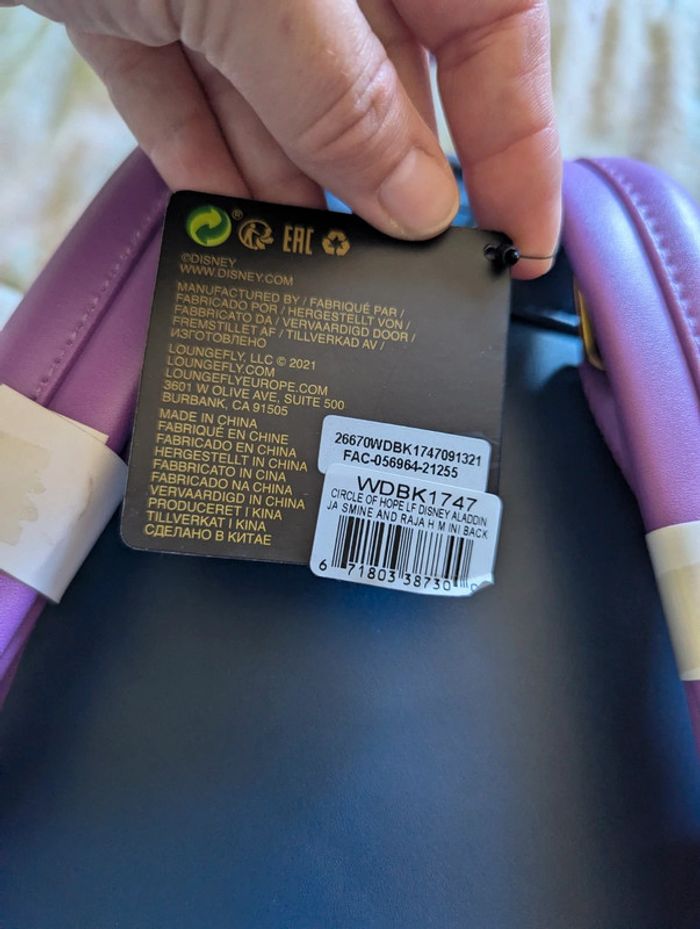 ® EAC
©DISNEY
WWW.DISNEY.COM
MANUFACTURED BY / FABRIQUÉ PAR /
FABRICADO POR / HERGESTELLT VON /
FABBRICATO DA / VERVAARDIGD DOOR /
FREMSTILLET AF / TILLVERKAD AV /
ИЗГОТОВЛЕНО
LOUNGEFLY, LLC © 2021
LOUNGEFLY.COM
LOUNGEFLYEUROPE.COM
3601 W OLIVE AVE, SUITE 500
BURBANK, CA 91505
MADE IN CHINA
FABRIQUÉ EN CHINE
FABRICADO EN CHINA
HERGESTELLT IN CHINA
FABBRICATO IN CINA
FABRICADO NA CHINA
VERVAARDIGD IN CHINA
PRODUCERET I KINA
TILLVERKAT I KINA
СДЕЛАНО В КИТАЕ
26670WDBK1747091321
FAC-056964-21255
WDBK1747
CIRCLE OF HOPE LF DISNEY ALADDIN
JA SMINE AND RAJA H M INI BACK
6 71803 38730